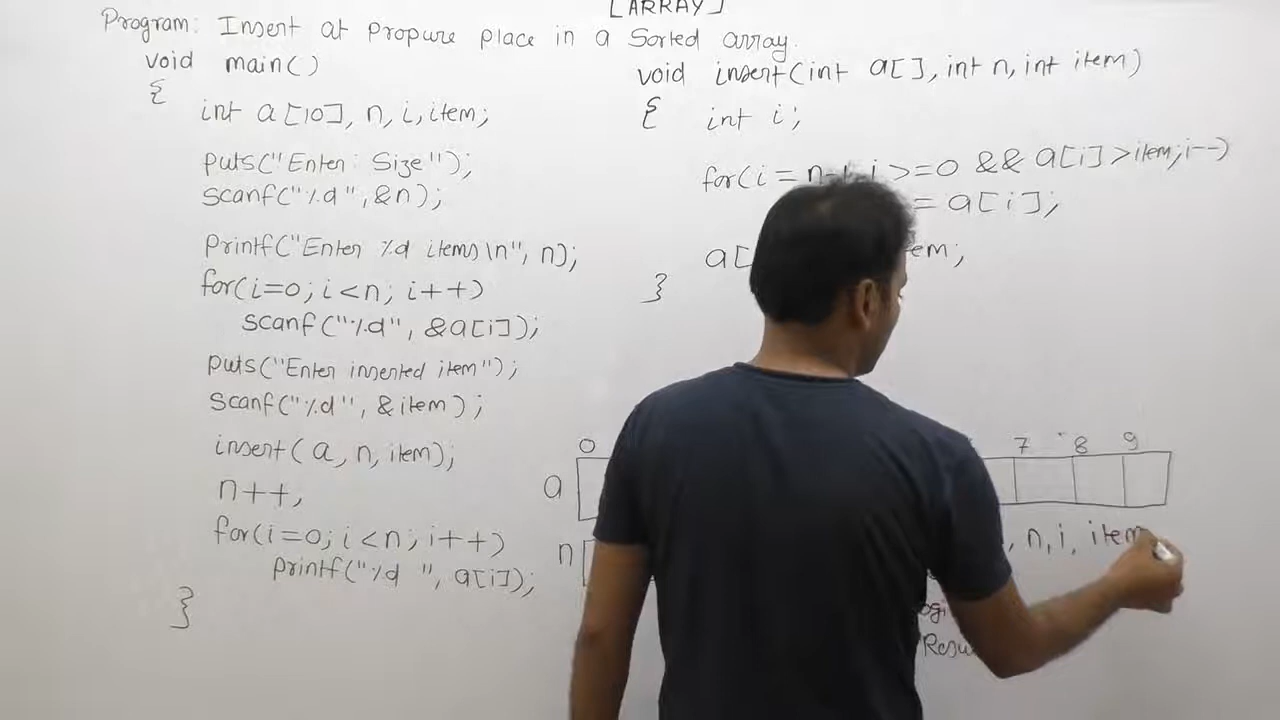 [ARRAY]
Program: Insert at propure place in a Sorted array.
void main()
{
int a[10], n, i, item;
puts("Enter: Size");
scanf("%d", &n);
printf("Enter %d items\n", n);
for(i=0; i<n; i++)
scanf("%d", &a[i]);
puts("Enter inserted item");
scanf("%d", &item);
insert(a, n, item);
n++,
for(i=0; i<n; i++)
printf("%d ", a[i]);
}
void insert(int a[], int n, int item)
{ int i;
for(i = n-1; i >=0 && a[i]>item; i--)
= a[i];
a[ em;
}
0 7 8 9
a
n , n, i, item